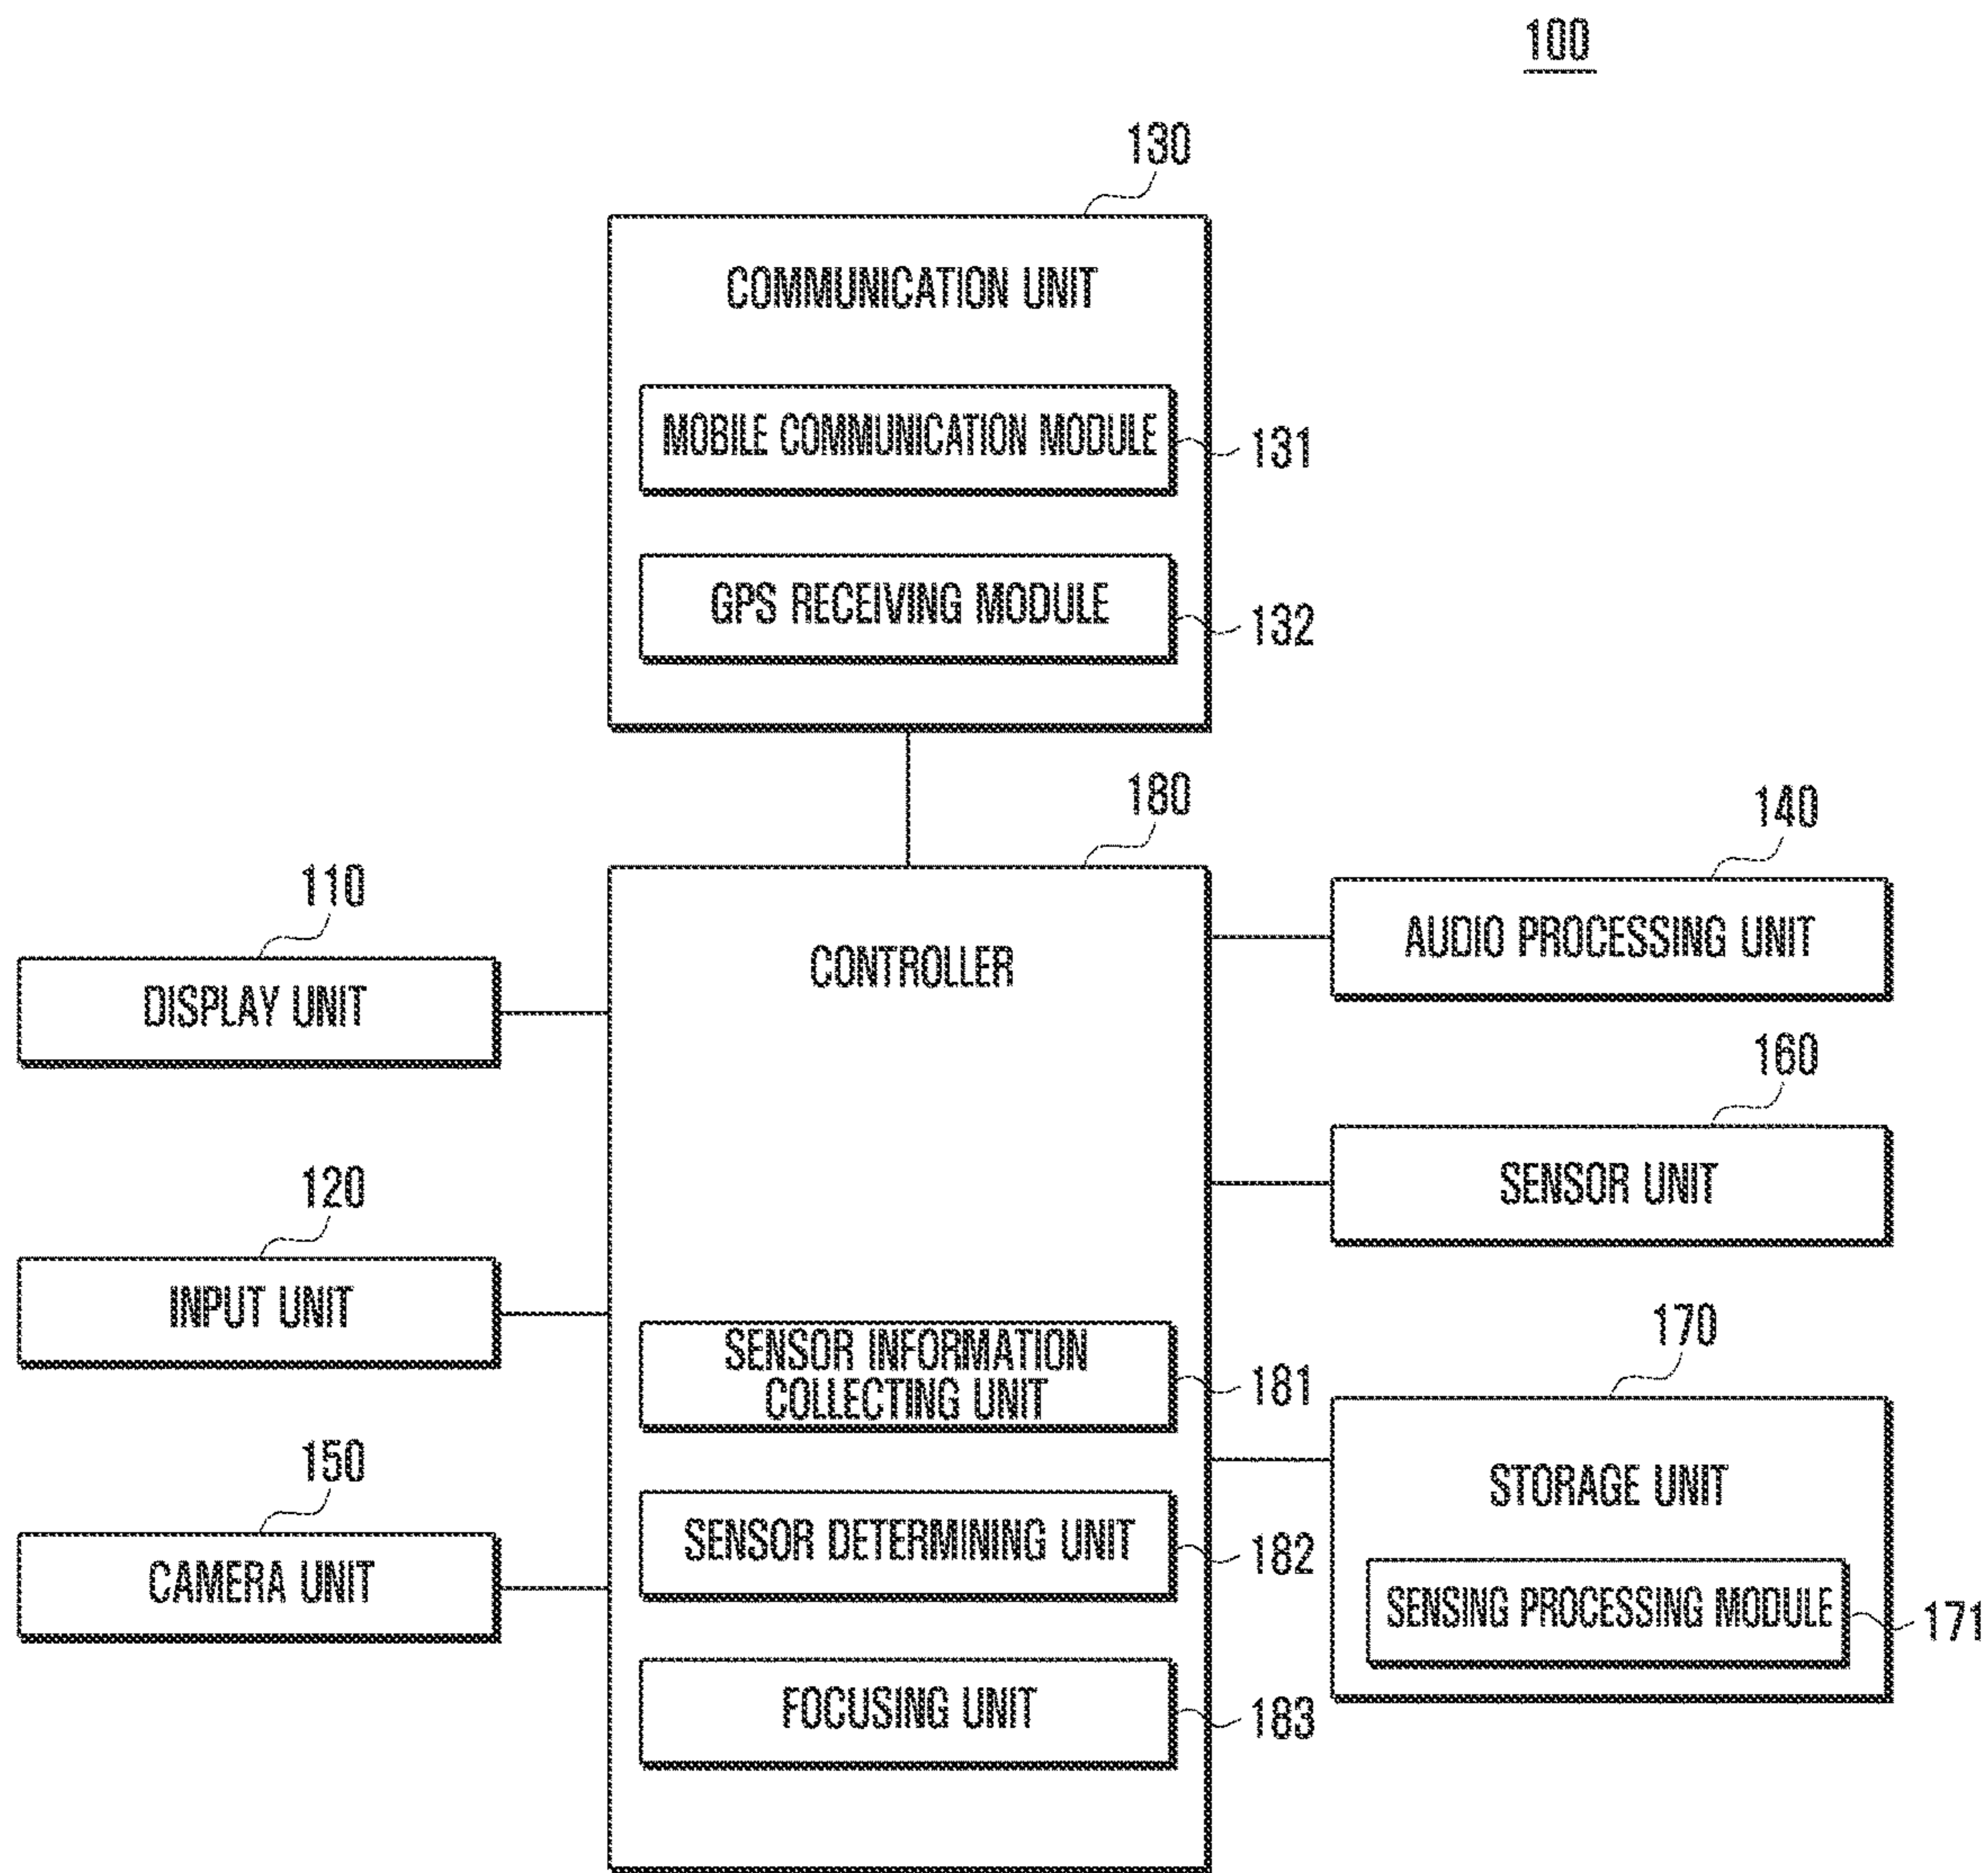 100
130
COMMUNICATION UNIT
MOBILE COMMUNICATION MODULE
131
GPS RECEIVING MODULE
132
180
140
110
CONTROLLER
AUDIO PROCESSING UNIT
DISPLAY UNIT
160
120
SENSOR UNIT
INPUT UNIT
170
SENSOR INFORMATION
COLLECTING UNIT
181
150
STORAGE UNIT
SENSOR DETERMINING UNIT
182
CAMERA UNIT
SENSING PROCESSING MODULE
171
FOCUSING UNIT
183